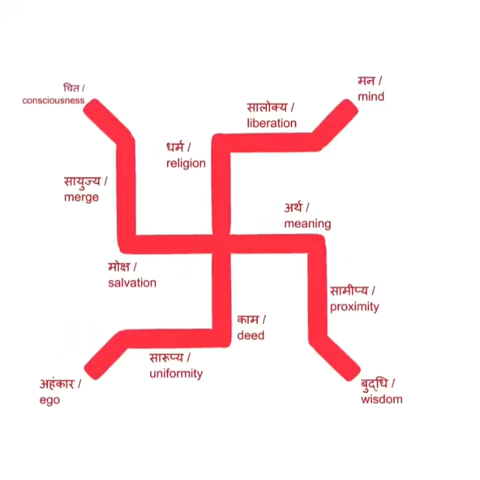 चित /
consciousness
मन /
mind
सालोक्य /
liberation
धर्म /
religion
सायुज्य /
merge
अर्थ /
meaning
मोक्ष /
salvation
सामीप्य /
proximity
काम /
deed
सारूप्य /
uniformity
अहंकार /
ego
बुद्धि /
wisdom